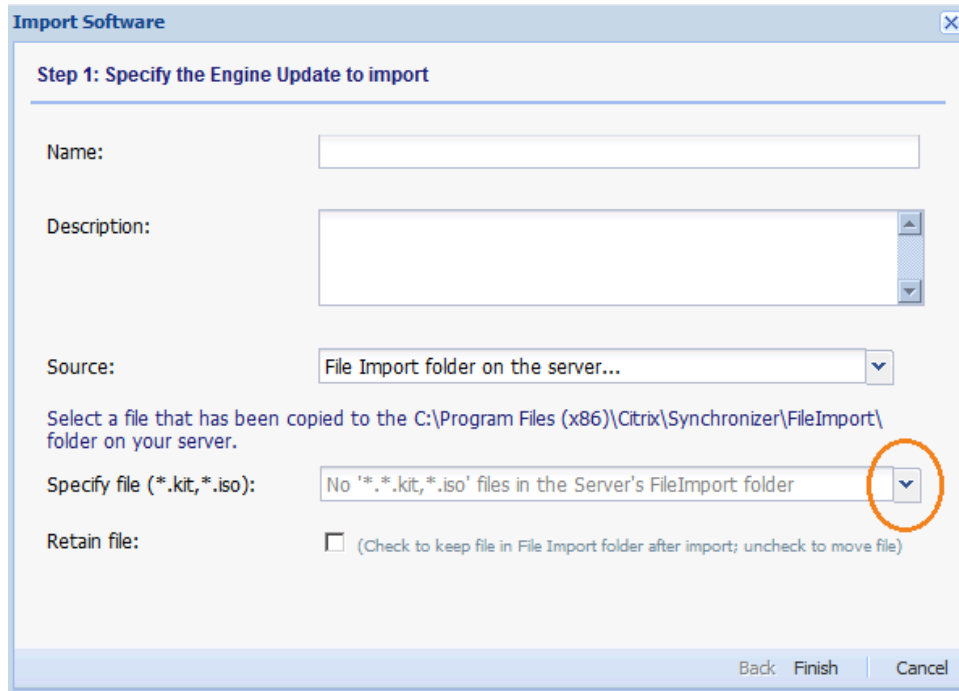 Import Software
Step 1: Specify the Engine Update to import
Name:
Description:
Source: File Import folder on the server...
Select a file that has been copied to the C:\Program Files (x86)\Citrix\Synchronizer\FileImport\
folder on your server.
Specify file (*.kit,*.iso): No '*.*.kit,*.iso' files in the Server's FileImport folder
Retain file: (Check to keep file in File Import folder after import; uncheck to move file)
Back Finish Cancel